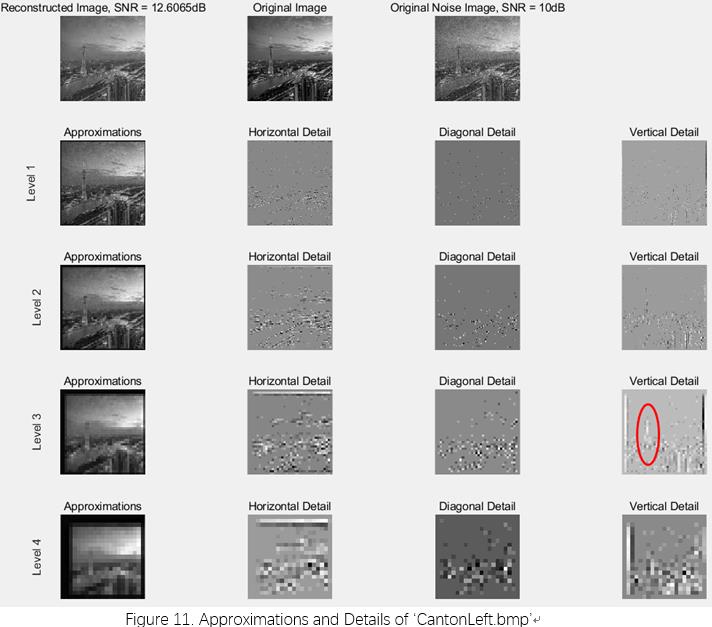 Reconstructed Image, SNR = 12.6065dB
Original Image
Original Noise Image, SNR = 10dB
Level 1
Approximations
Horizontal Detail
Diagonal Detail
Vertical Detail
Level 2
Approximations
Horizontal Detail
Diagonal Detail
Vertical Detail
Level 3
Approximations
Horizontal Detail
Diagonal Detail
Vertical Detail
Level 4
Approximations
Horizontal Detail
Diagonal Detail
Vertical Detail
Figure 11. Approximations and Details of ‘CantonLeft.bmp’↵